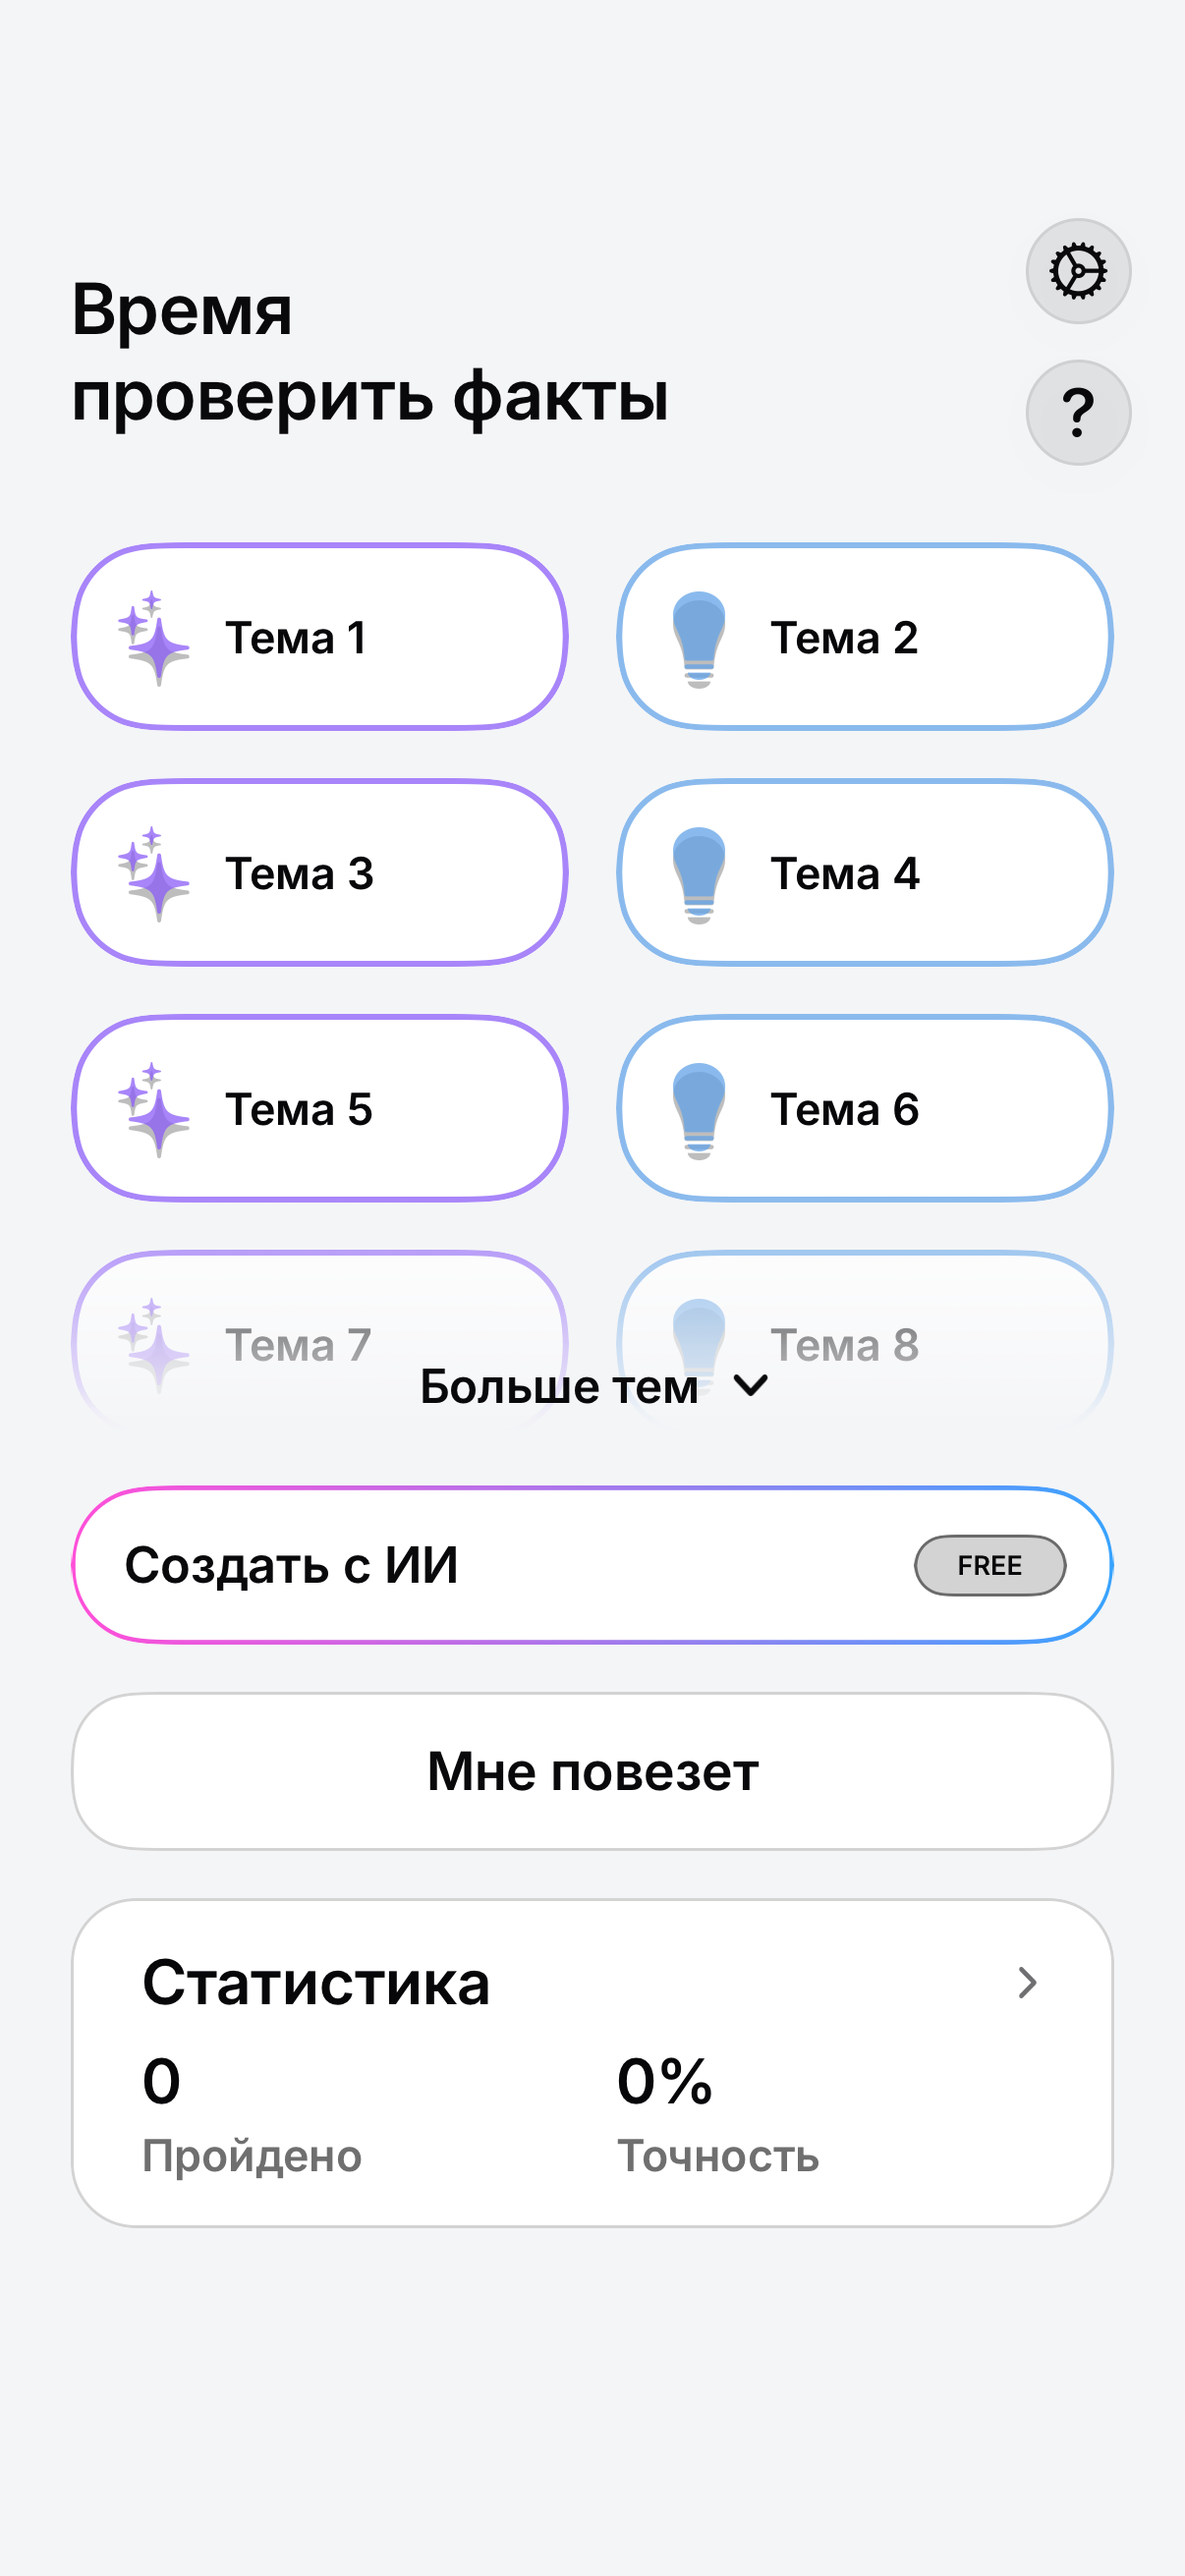 Время
проверить факты
?
Тема 1
Тема 2
Тема 3
Тема 4
Тема 5
Тема 6
Тема 7
Тема 8
Больше тем
Создать с ИИ
FREE
Мне повезет
Статистика
0
0%
Пройдено
Точность